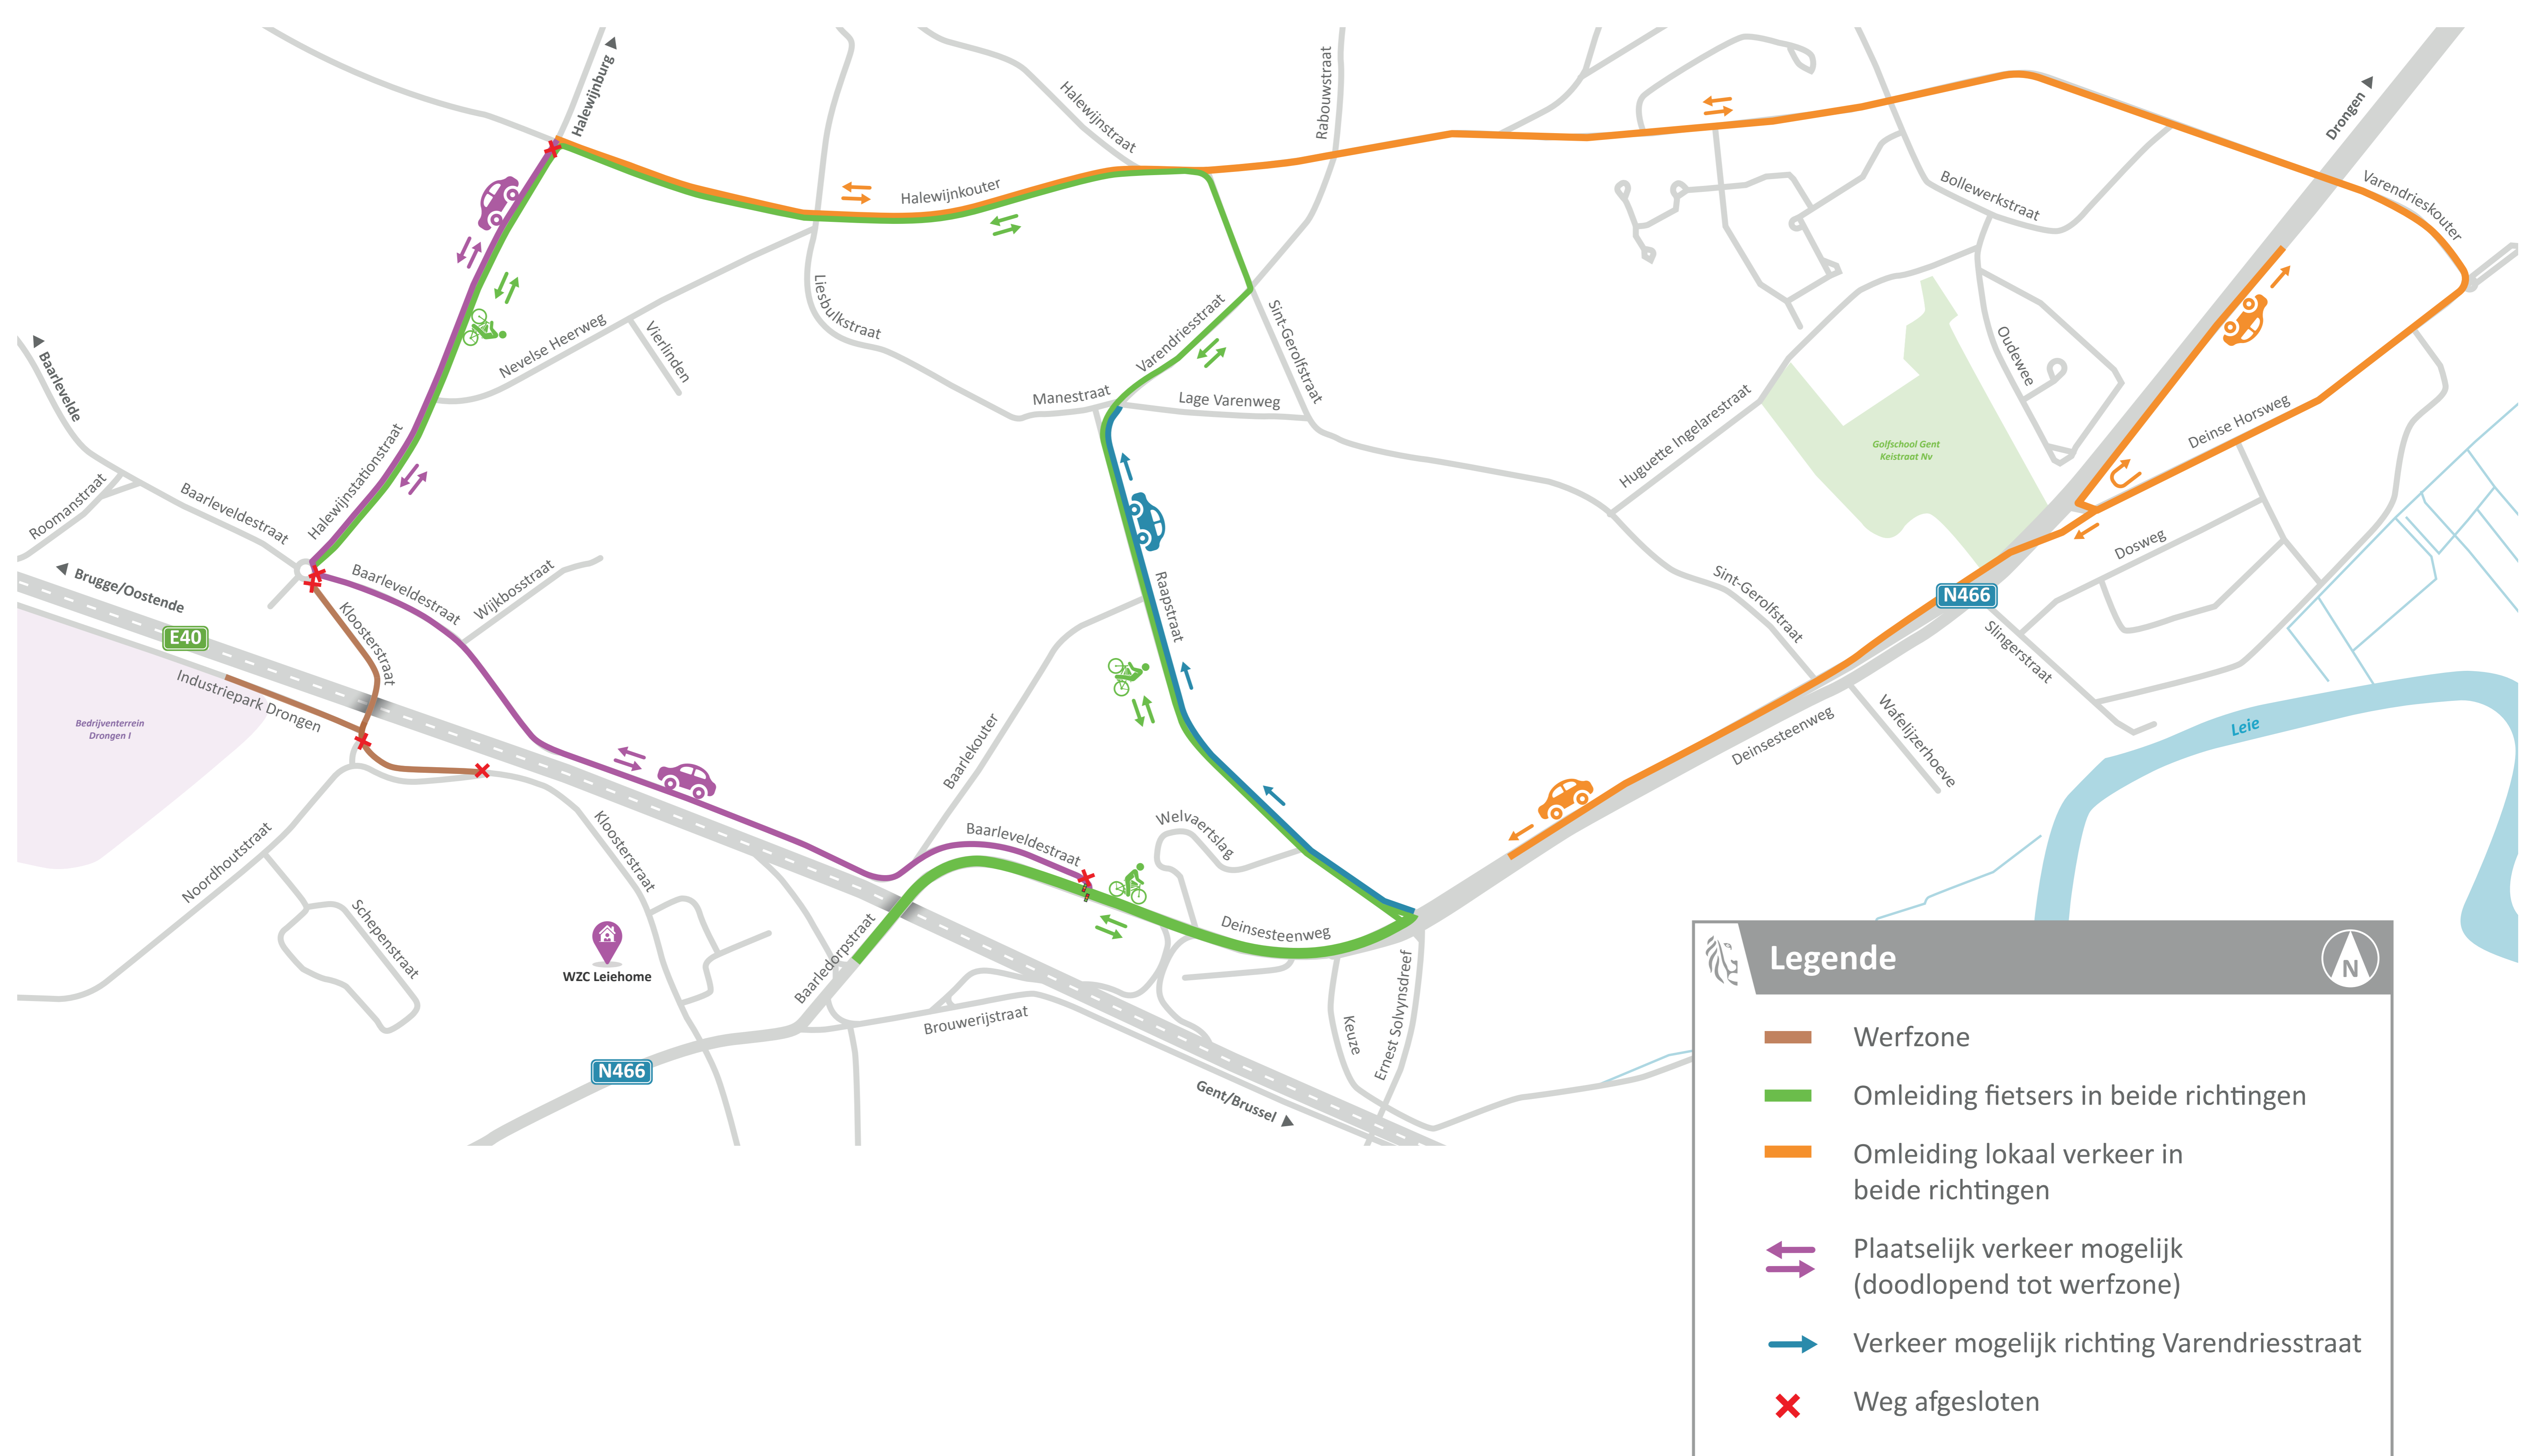 Halewijnburg
Halewijnstraat
Rabouwstraat
Drongen
Varendrieskouter
Bollewerkstraat
Halewijnkouter
Liesbulkstraat
Nevelse Heerweg
Vierlinden
Varendriesstraat
Sint-Gerolfstraat
Manestraat
Lage Varenweg
Oudewee
Huguette Ingelarestraat
Golfschool Gent
Keistraat Nv
Deinse Horsweg
Baarlevelde
Halewijnstationstraat
Roomanstraat
Baarleveldestraat
Brugge/Oostende
E40
Kloosterstraat
Baarleveldestraat
Wijkbosstraat
Raapstraat
Dosweg
Sint-Gerolfstraat
N466
Slingerstraat
Industriepark Drongen
Bedrijventerrein
Drongen I
Baarlekouter
Deinsesteenweg
Wafelijzerhoeve
Leie
Welvaertslag
Baarleveldestraat
Noordhoutstraat
Kloosterstraat
Schepenstraat
WZC Leiehome
Baarledorpstraat
Deinsesteenweg
Brouwerijstraat
Keuze
Ernest Solvynsdreef
N466
Gent/Brussel
Legende
N
Werfzone
Omleiding fietsers in beide richtingen
Omleiding lokaal verkeer in
beide richtingen
Plaatselijk verkeer mogelijk
(doodlopend tot werfzone)
Verkeer mogelijk richting Varendriesstraat
Weg afgesloten